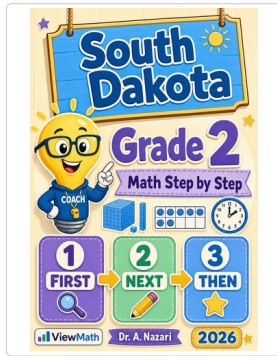 South
Dakota
Grade 2
Math Step by Step
COACH
1 2 3
FIRST NEXT THEN
ViewMath Dr. A. Nazari 2026